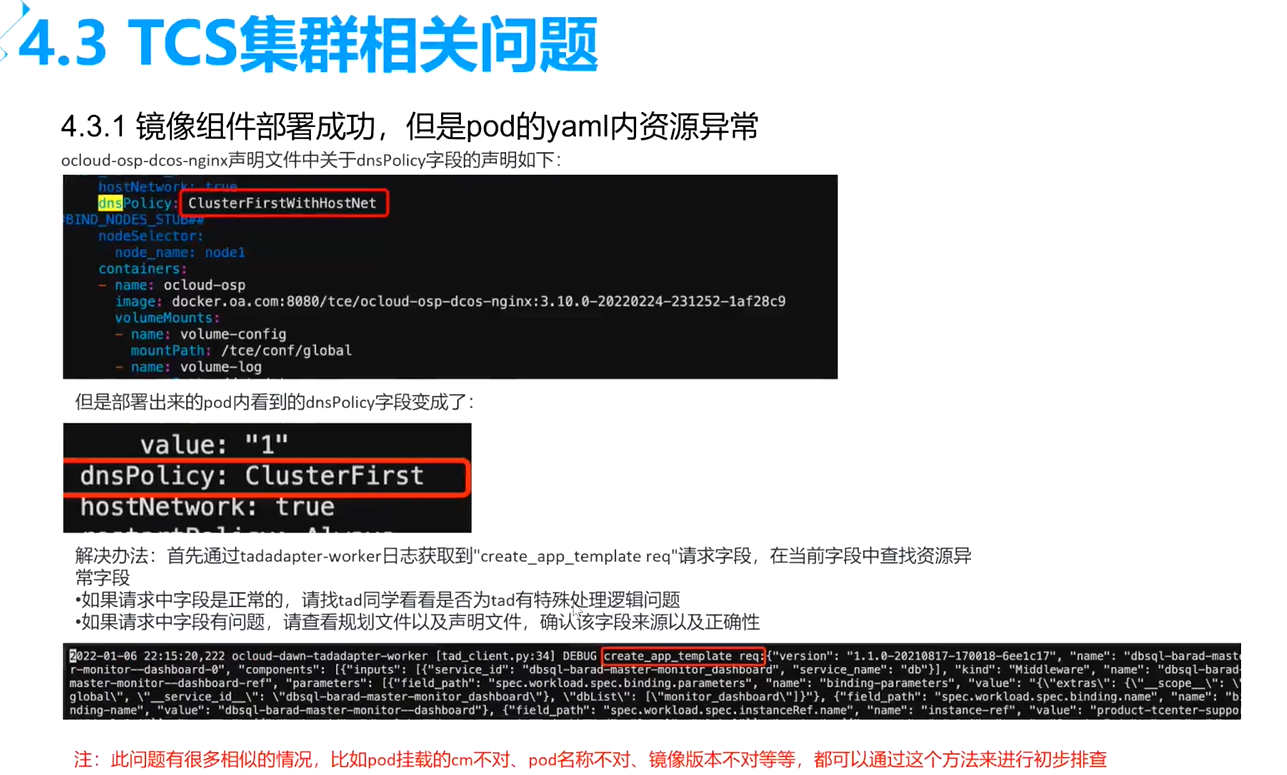 4.3 TCS集群相关问题
4.3.1 镜像组件部署成功，但是pod的yaml内资源异常
ocloud-osp-dcos-nginx声明文件中关于dnsPolicy字段的声明如下：
hostNetwork: true
dnsPolicy: ClusterFirstWithHostNet
#BIND_NODES_STUB##
nodeSelector:
node_name: node1
containers:
- name: ocloud-osp
image: docker.oa.com:8080/tce/ocloud-osp-dcos-nginx:3.10.0-20220224-231252-1af28c9
volumeMounts:
- name: volume-config
mountPath: /tce/conf/global
- name: volume-log
但是部署出来的pod内看到的dnsPolicy字段变成了：
value: "1"
dnsPolicy: ClusterFirst
hostNetwork: true
restartPolicy: Always
解决办法：首先通过tadadapter-worker日志获取到"create_app_template req"请求字段，在当前字段中查找资源异
常字段
•如果请求中字段是正常的，请找tad同学看看是否为tad有特殊处理逻辑问题
•如果请求中字段有问题，请查看规划文件以及声明文件，确认该字段来源以及正确性
2022-01-06 22:15:20,222 ocloud-dawn-tadadapter-worker [tad_client.py:34] DEBUG create_app_template req:{"version": "1.1.0-20210817-170018-6ee1c17", "name": "dbsql-barad-maste
r-monitor--dashboard-0", "components": [{"inputs": [{"service_id": "dbsql-barad-master-monitor_dashboard", "service_name": "db"}], "kind": "Middleware", "name": "dbsql-barad-
master-monitor--dashboard-ref", "parameters": [{"field_path": "spec.workload.spec.binding.parameters", "name": "binding-parameters", "value": "{\"extras\": {\"__scope__\": \"
global\", \"__service_id__\": \"dbsql-barad-master-monitor_dashboard\"}, \"dbList\": [\"monitor_dashboard\"]}"}, {"field_path": "spec.workload.spec.binding.name", "name": "bi
nding-name", "value": "dbsql-barad-master-monitor--dashboard"}, {"field_path": "spec.workload.spec.instanceRef.name", "name": "instance-ref", "value": "product-tcenter-suppo
注：此问题有很多相似的情况，比如pod挂载的cm不对、pod名称不对、镜像版本不对等等，都可以通过这个方法来进行初步排查